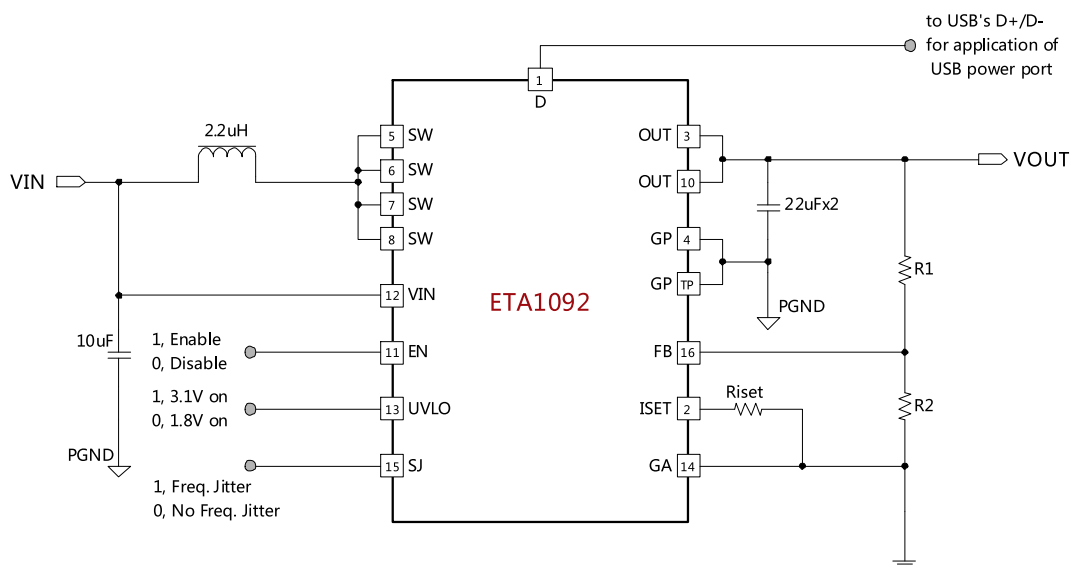 to USB's D+/D-
for application of
USB power port
1
D
2.2uH
5 SW
6 SW
7 SW
8 SW
OUT 3
OUT 10
VIN
VOUT
22uFx2
GP 4
GP TP
R1
PGND
12 VIN
ETA1092
10uF
1, Enable
0, Disable
11 EN
FB 16
1, 3.1V on
0, 1.8V on
13 UVLO
ISET 2
Riset
R2
PGND
15 SJ
GA 14
1, Freq. Jitter
0, No Freq. Jitter